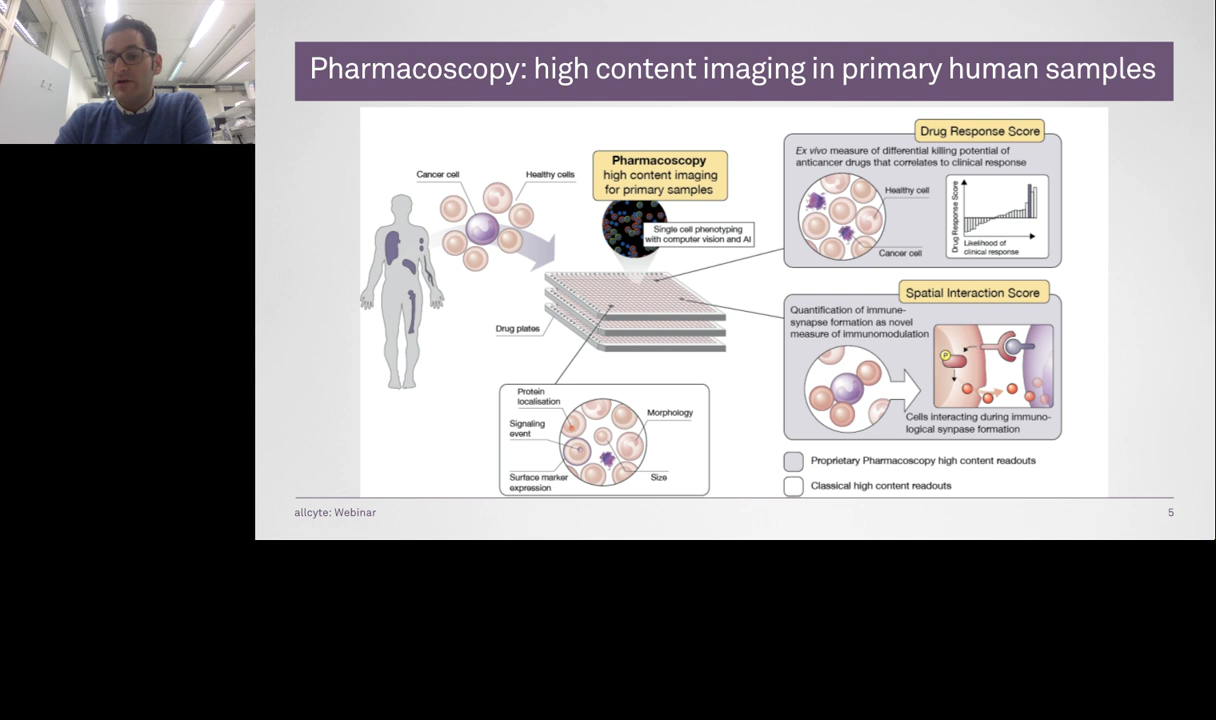 Pharmacoscopy: high content imaging in primary human samples
Cancer cell
Healthy cells
Pharmacoscopy
high content imaging
for primary samples
Single cell phenotyping
with computer vision and AI
Drug plates
Protein
localisation
Signaling
event
Surface marker
expression
Morphology
Size
Drug Response Score
Ex vivo measure of differential killing potential of
anticancer drugs that correlates to clinical response
Healthy cell
Cancer cell
Drug Response Score
Likelihood of
clinical response
Spatial Interaction Score
Quantification of immune-
synapse formation as novel
measure of immunomodulation
P
Cells interacting during immuno-
logical synpase formation
Proprietary Pharmacoscopy high content readouts
Classical high content readouts
allcyte: Webinar
5